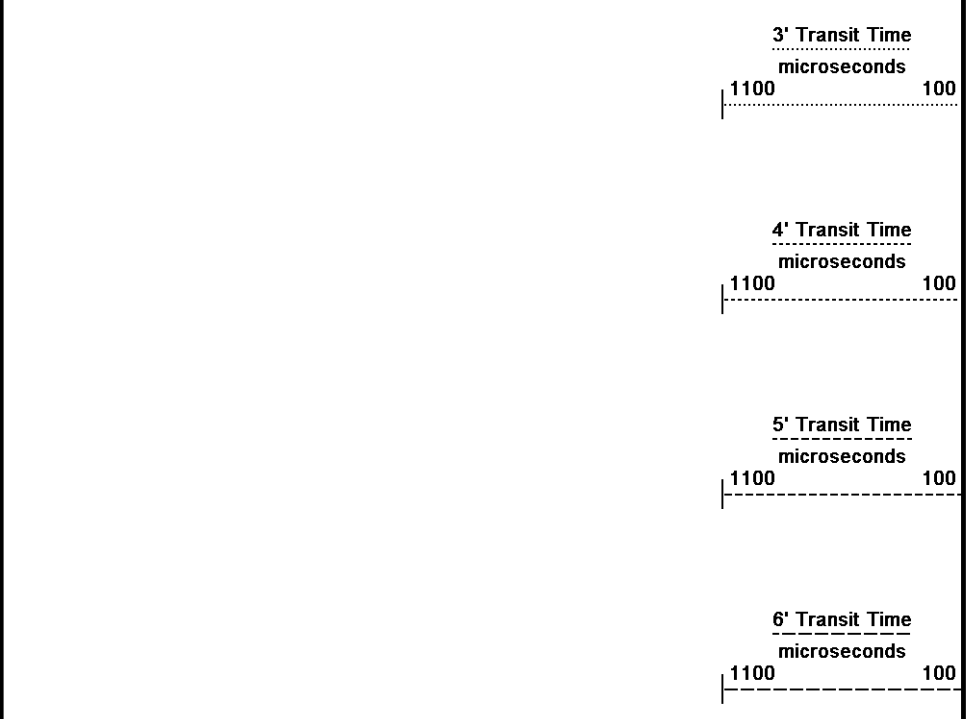 3' Transit Time
microseconds
1100 100
4' Transit Time
microseconds
1100 100
5' Transit Time
microseconds
1100 100
6' Transit Time
microseconds
1100 100